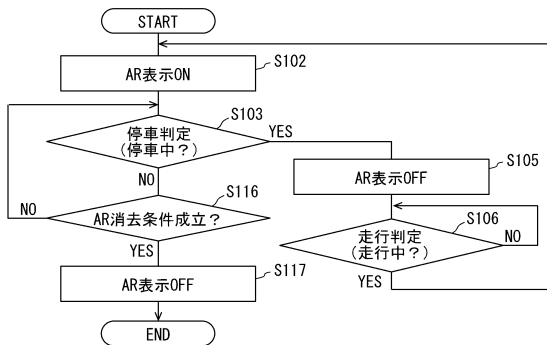 START
AR表示ON
S102
停車判定
(停車中?)
S103
YES
NO
AR表示OFF
S105
AR消去条件成立?
S116
NO
YES
走行判定
(走行中?)
S106
NO
YES
AR表示OFF
S117
END